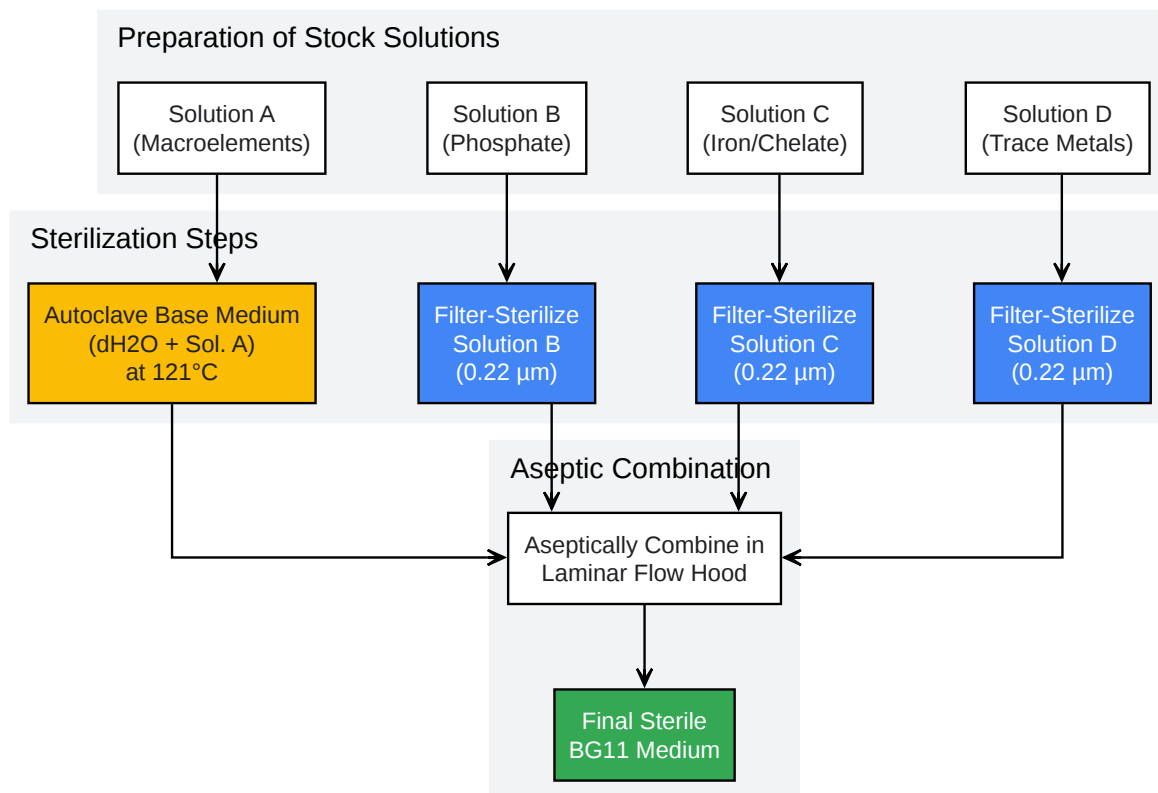 Preparation of Stock Solutions
Solution A
(Macroelements)
Solution B
(Phosphate)
Solution C
(Iron/Chelate)
Solution D
(Trace Metals)
Sterilization Steps
Autoclave Base Medium
(dH2O + Sol. A)
at 121°C
Filter-Sterilize
Solution B
(0.22 µm)
Filter-Sterilize
Solution C
(0.22 µm)
Filter-Sterilize
Solution D
(0.22 µm)
Aseptic Combination
Aseptically Combine in
Laminar Flow Hood
Final Sterile
BG11 Medium